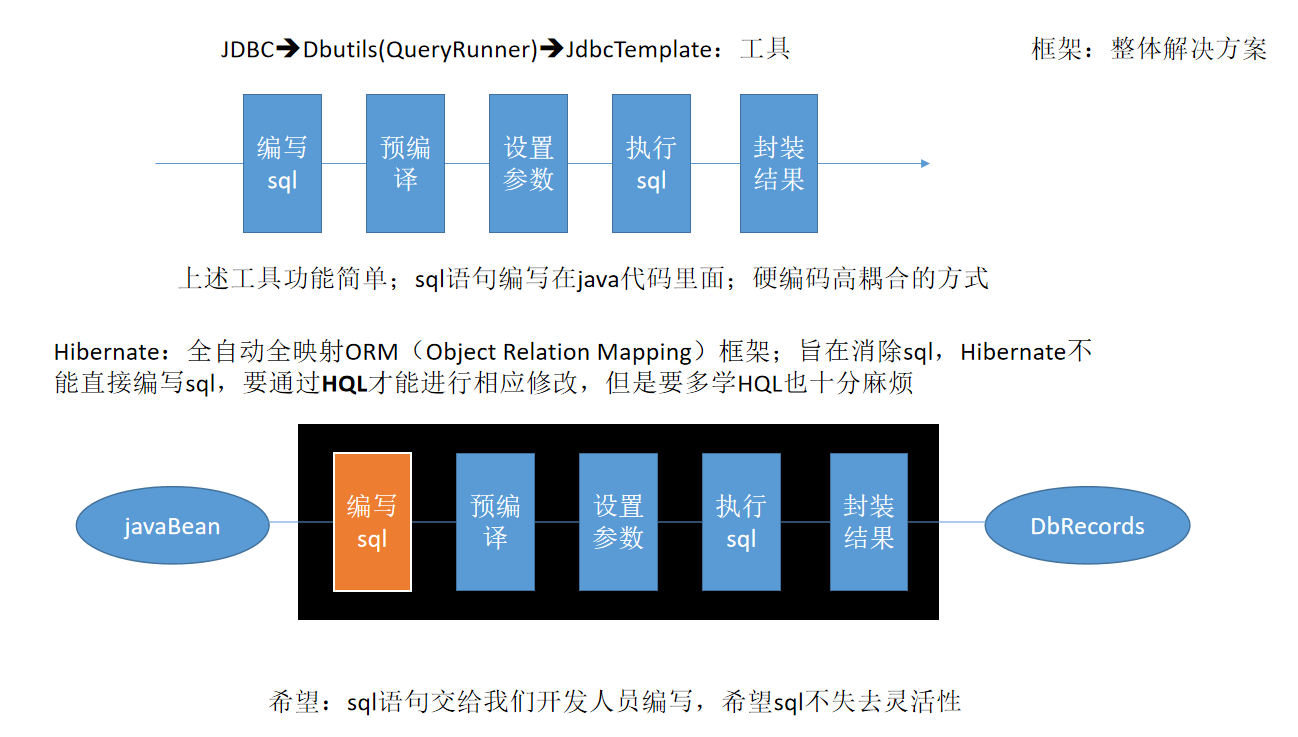 JDBC➔Dbutils(QueryRunner)➔JdbcTemplate：工具
框架：整体解决方案
编写
sql
预编
译
设置
参数
执行
sql
封装
结果
上述工具功能简单；sql语句编写在java代码里面；硬编码高耦合的方式
Hibernate：全自动全映射ORM（Object Relation Mapping）框架；旨在消除sql，Hibernate不
能直接编写sql，要通过HQL才能进行相应修改，但是要多学HQL也十分麻烦
javaBean
编写
sql
预编
译
设置
参数
执行
sql
封装
结果
DbRecords
希望：sql语句交给我们开发人员编写，希望sql不失去灵活性